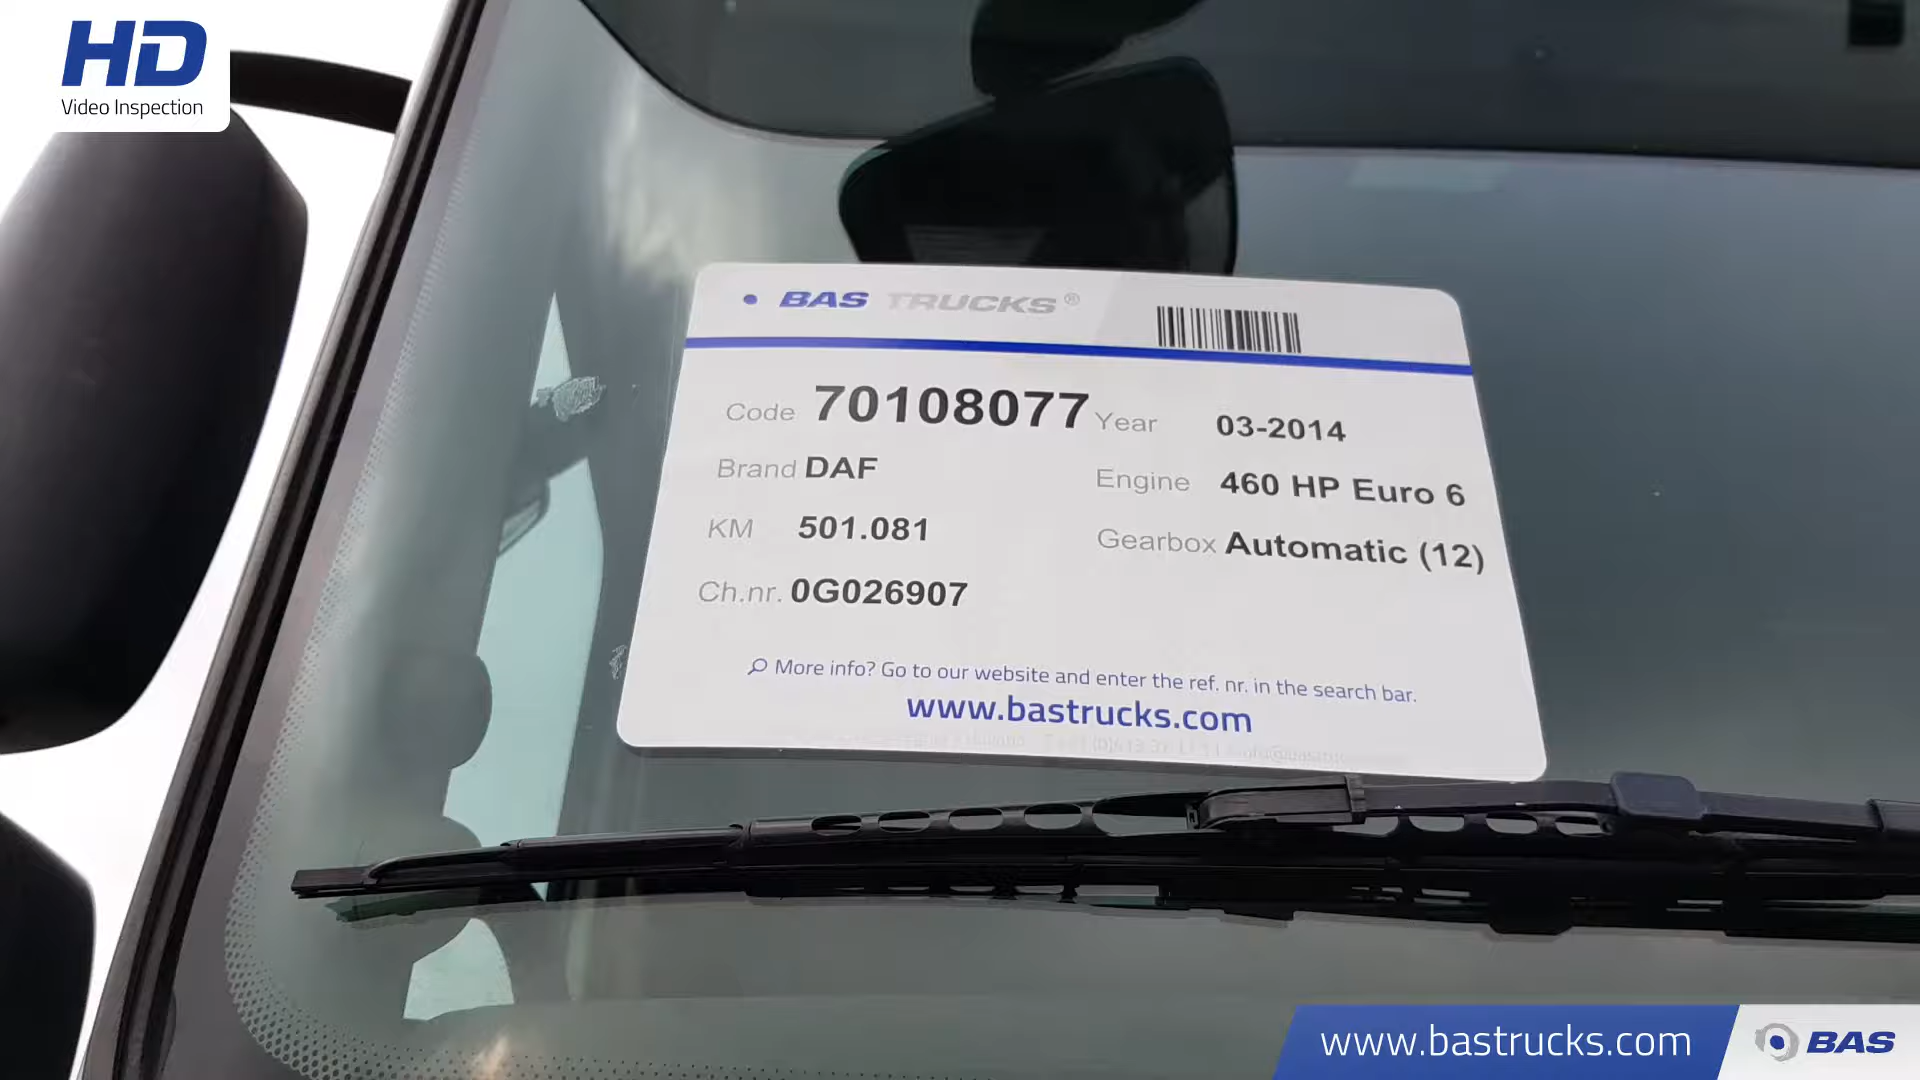 HD
Video Inspection
BAS TRUCKS®
Code 70108077 Year 03-2014
Brand DAF Engine 460 HP Euro 6
KM 501.081 Gearbox Automatic (12)
Ch.nr. 0G026907
More info? Go to our website and enter the ref. nr. in the search bar.
www.bastrucks.com
www.bastrucks.com BAS